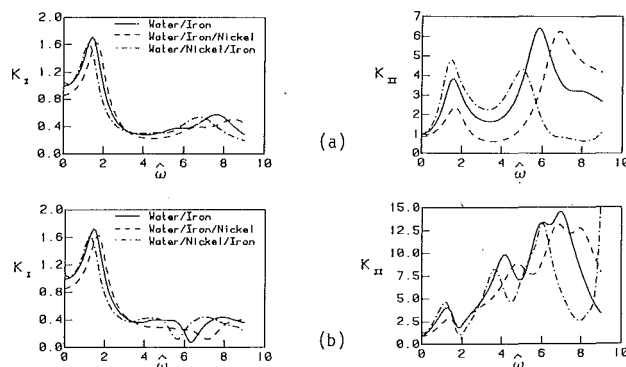 2.0
1.6
1.2
0.8
0.4
0.0
K_I
Water/Iron
Water/Iron/Nickel
Water/Nickel/Iron
0 2 4 6 8 10
ω̂
(a)
7
6
5
4
3
2
1
0
K_II
0 2 4 6 8 10
ω̂
2.0
1.6
1.2
0.8
0.4
0.0
K_I
Water/Iron
Water/Iron/Nickel
Water/Nickel/Iron
0 2 4 6 8 10
ω̂
(b)
15.0
12.5
10.0
7.5
5.0
2.5
0.0
K_II
0 2 4 6 8 10
ω̂